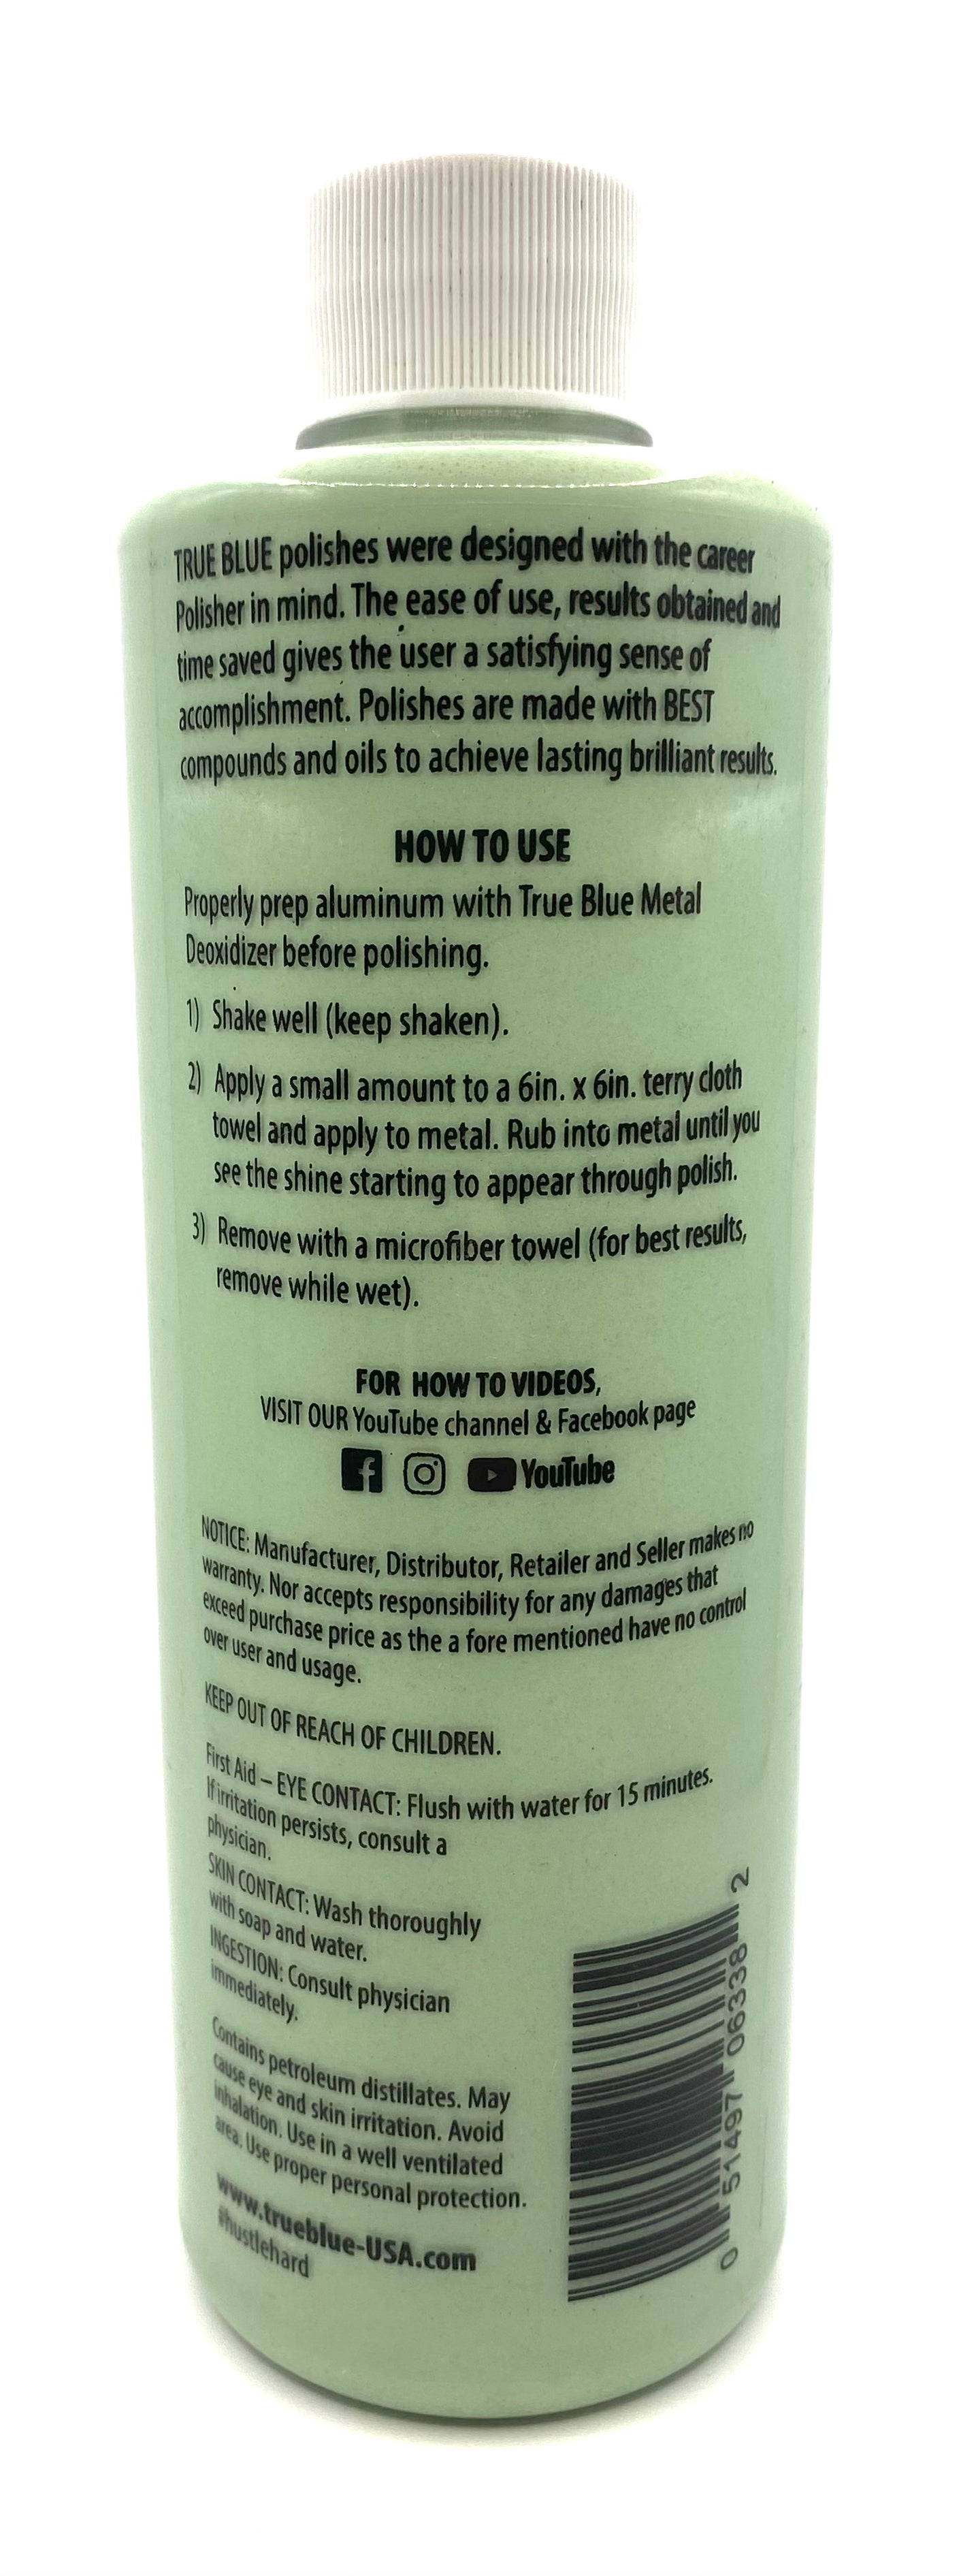 TRUE BLUE polishes were designed with the career
Polisher in mind. The ease of use, results obtained and
time saved gives the user a satisfying sense of
accomplishment. Polishes are made with BEST
compounds and oils to achieve lasting brilliant results.
HOW TO USE
Properly prep aluminum with True Blue Metal
Deoxidizer before polishing.
1) Shake well (keep shaken).
2) Apply a small amount to a 6in. x 6in. terry cloth
towel and apply to metal. Rub into metal until you
see the shine starting to appear through polish.
3) Remove with a microfiber towel (for best results,
remove while wet).
FOR HOW TO VIDEOS,
VISIT OUR YouTube channel & Facebook page
YouTube
NOTICE: Manufacturer, Distributor, Retailer and Seller makes no
warranty. Nor accepts responsibility for any damages that
exceed purchase price as the a fore mentioned have no control
over user and usage.
KEEP OUT OF REACH OF CHILDREN.
First Aid – EYE CONTACT: Flush with water for 15 minutes.
If irritation persists, consult a
physician.
SKIN CONTACT: Wash thoroughly
with soap and water.
INGESTION: Consult physician
immediately.
Contains petroleum distillates. May
cause eye and skin irritation. Avoid
inhalation. Use in a well ventilated
area. Use proper personal protection.
www.trueblue-USA.com
#hustlehard
0 51497 06338 2